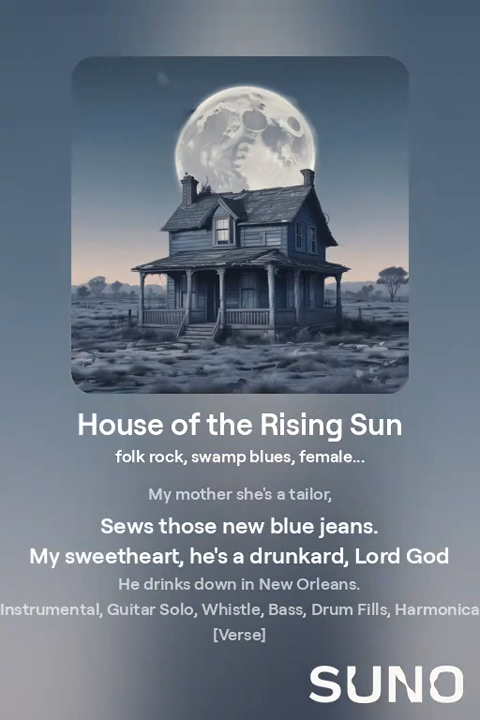 House of the Rising Sun
folk rock, swamp blues, female...
My mother she's a tailor,
Sews those new blue jeans.
My sweetheart, he's a drunkard, Lord God
He drinks down in New Orleans.
Instrumental, Guitar Solo, Whistle, Bass, Drum Fills, Harmonica
[Verse]
SUNO